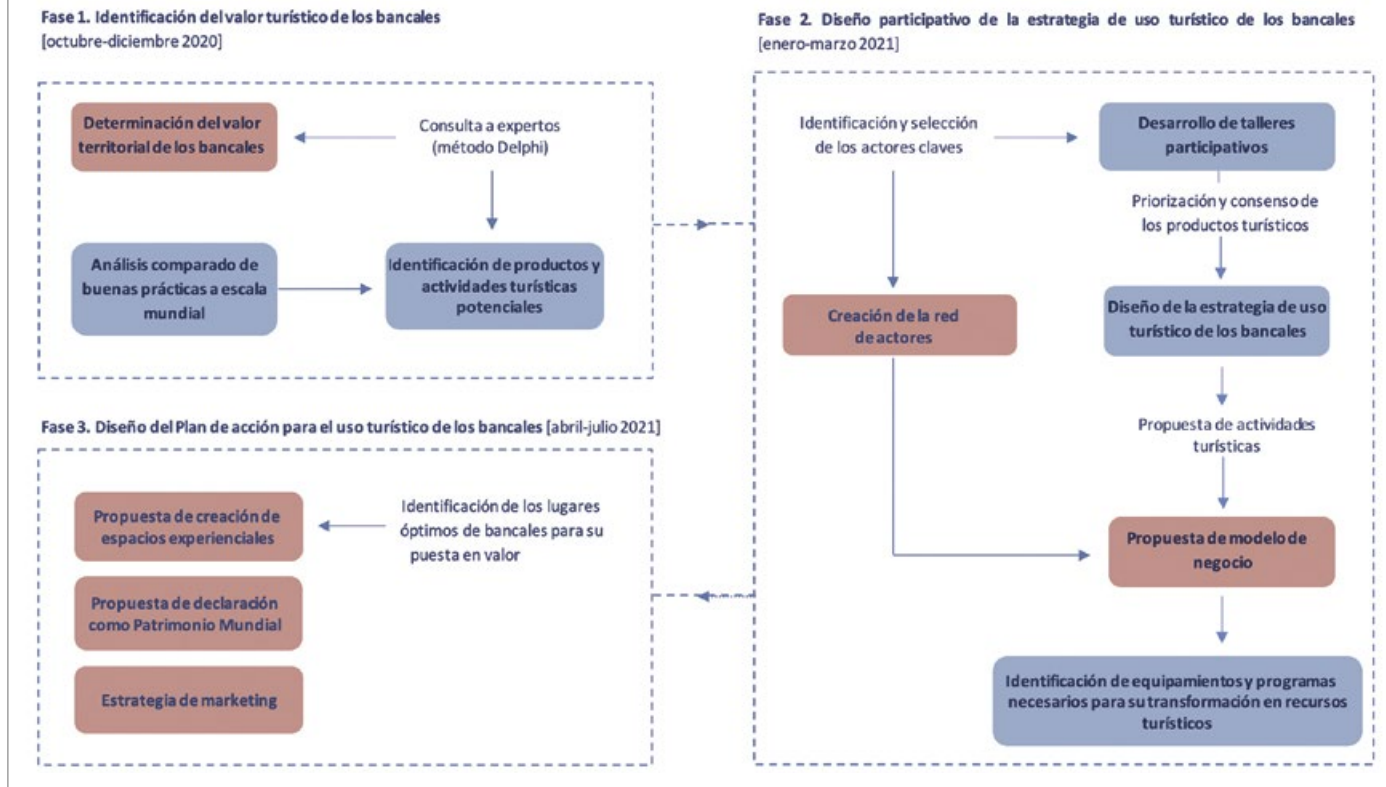 Fase 1. Identificación del valor turístico de los bancales
[octubre-diciembre 2020]
Determinación del valor
territorial de los bancales
Consulta a expertos
(método Delphi)
Análisis comparado de
buenas prácticas a escala
mundial
Identificación de productos y
actividades turísticas
potenciales
Fase 2. Diseño participativo de la estrategia de uso turístico de los bancales
[enero-marzo 2021]
Identificación y selección
de los actores claves
Desarrollo de talleres
participativos
Priorización y consenso de
los productos turísticos
Creación de la red
de actores
Diseño de la estrategia de uso
turístico de los bancales
Propuesta de actividades
turísticas
Propuesta de modelo de
negocio
Identificación de equipamientos y programas
necesarios para su transformación en recursos
turísticos
Fase 3. Diseño del Plan de acción para el uso turístico de los bancales [abril-julio 2021]
Propuesta de creación de
espacios experienciales
Identificación de los lugares
óptimos de bancales para su
puesta en valor
Propuesta de declaración
como Patrimonio Mundial
Estrategia de marketing